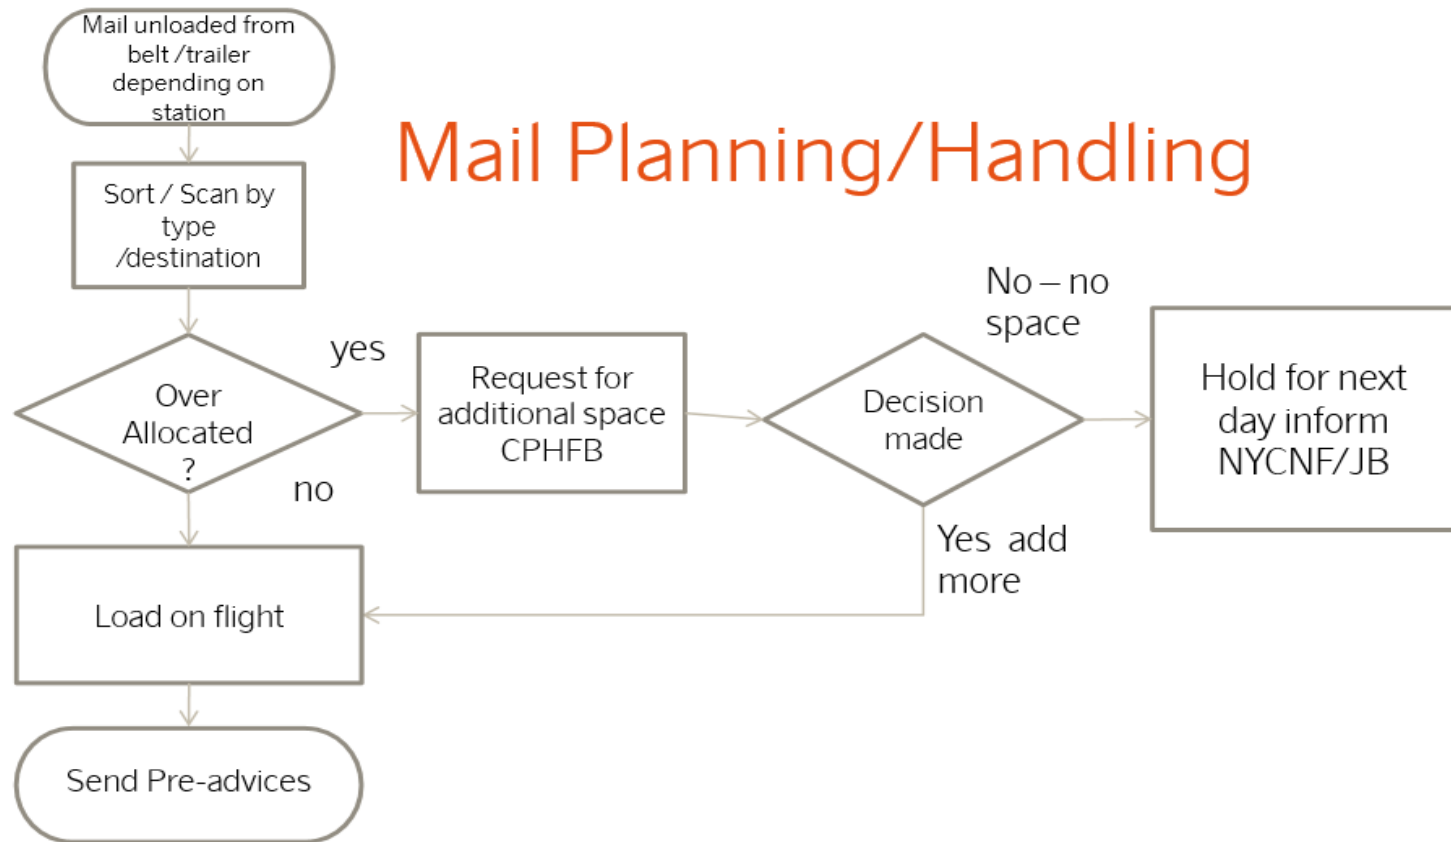 Mail unloaded from
belt /trailer
depending on
station
Mail Planning/Handling
Sort / Scan by
type
/destination
Over
Allocated
?
yes
no
Request for
additional space
CPHFB
Decision
made
No – no
space
Yes add
more
Hold for next
day inform
NYCNF/JB
Load on flight
Send Pre-advices